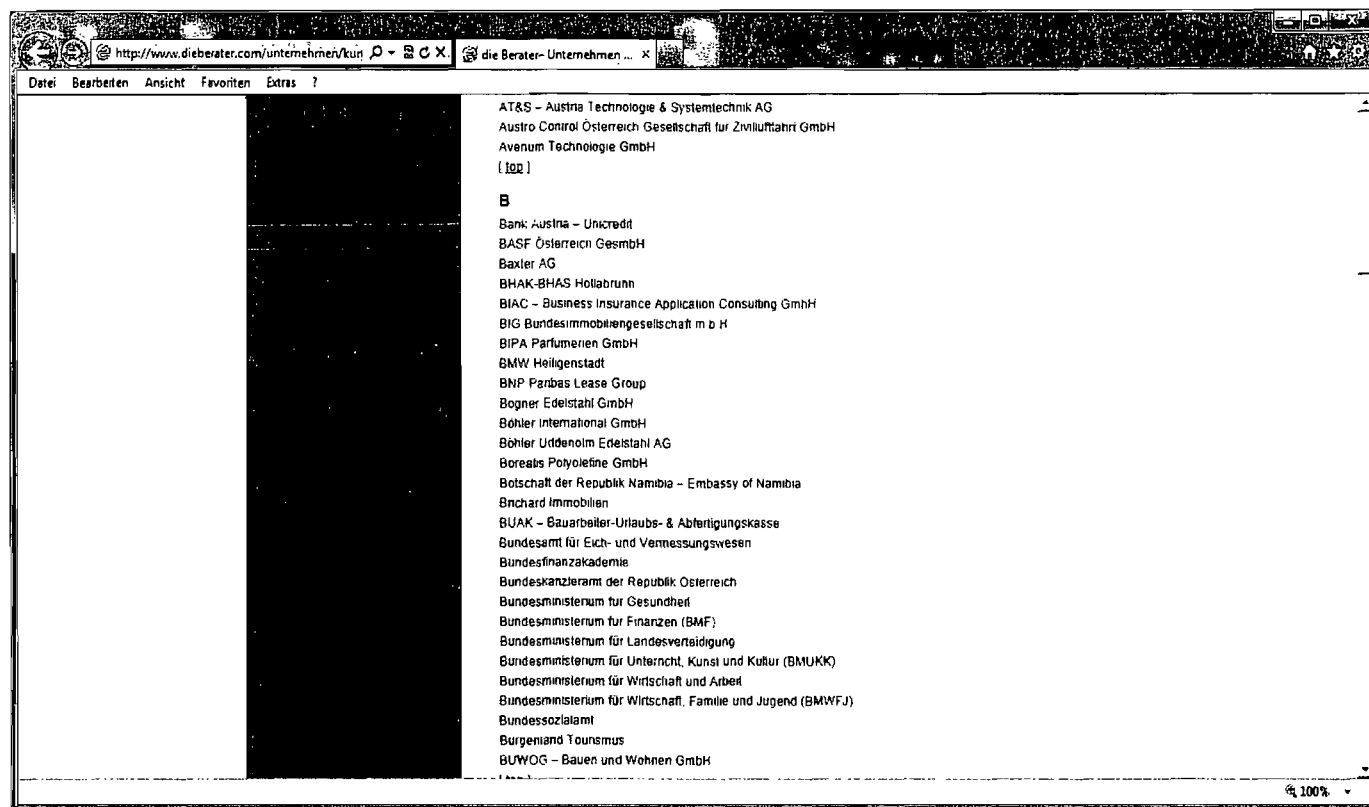 http://www.dieberater.com/unternehmen/kun
die Berater- Unternehmen ... x
Datei Bearbeiten Ansicht Favoriten Extras ?
AT&S – Austria Technologie & Systemtechnik AG
Austro Control Österreich Gesellschaft für Zivilluftfahrt GmbH
Avenum Technologie GmbH
[ top ]
B
Bank Austria – Unicredit
BASF Österreich GesmbH
Baxter AG
BHAK-BHAS Hollabrunn
BIAC – Business Insurance Application Consulting GmbH
BIG Bundesimmobiliengesellschaft m b H
BIPA Parfumerien GmbH
BMW Heiligenstadt
BNP Paribas Lease Group
Bogner Edelstahl GmbH
Böhler International GmbH
Böhler Uddeholm Edelstahl AG
Borealis Polyolefine GmbH
Botschaft der Republik Namibia – Embassy of Namibia
Brichard Immobilien
BUAK – Bauarbeiter-Urlaubs- & Abfertigungskasse
Bundesamt für Eich- und Vermessungswesen
Bundesfinanzakademie
Bundeskanzleramt der Republik Österreich
Bundesministerium für Gesundheit
Bundesministerium für Finanzen (BMF)
Bundesministerium für Landesverteidigung
Bundesministerium für Unterricht, Kunst und Kultur (BMUKK)
Bundesministerium für Wirtschaft und Arbeit
Bundesministerium für Wirtschaft, Familie und Jugend (BMWFJ)
Bundessozialamt
Burgenland Tourismus
BUWOG – Bauen und Wohnen GmbH
100%